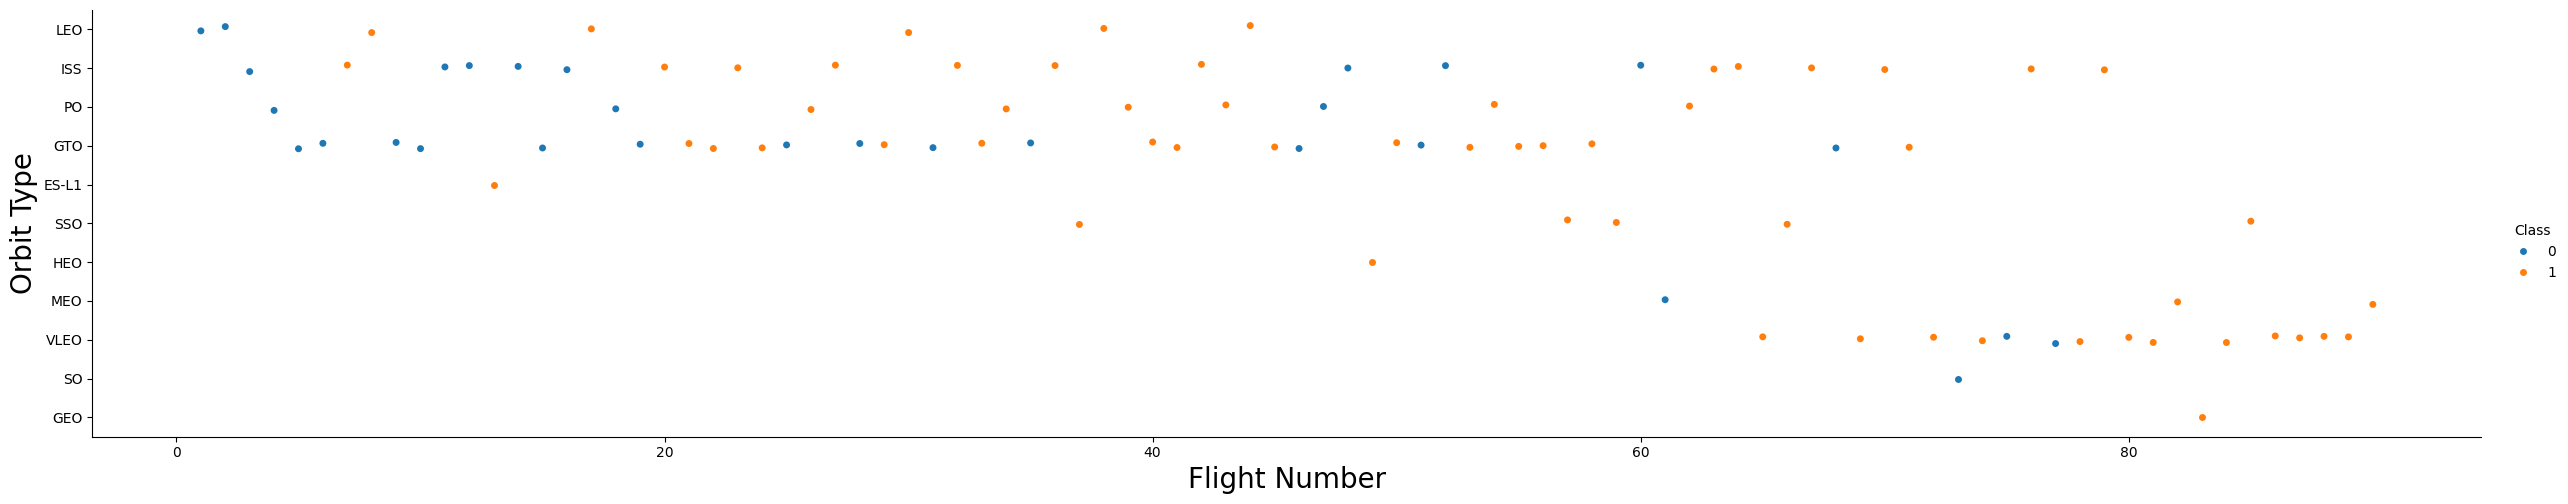 LEO
ISS
PO
GTO
ES-L1
SSO
HEO
MEO
VLEO
SO
GEO
Orbit Type
0
20
40
60
80
Flight Number
Class
0
1